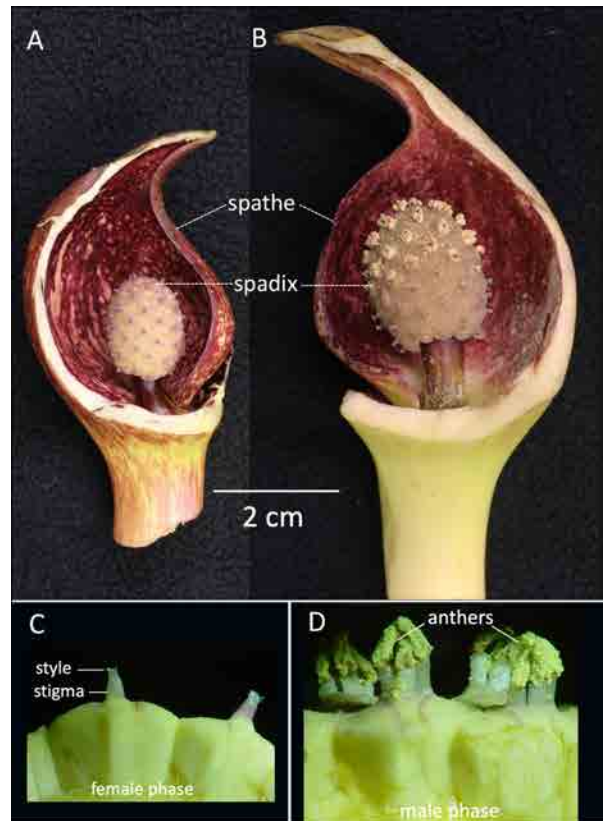 A
B
spathe
spadix
2 cm
C
style
stigma
female phase
D
anthers
male phase